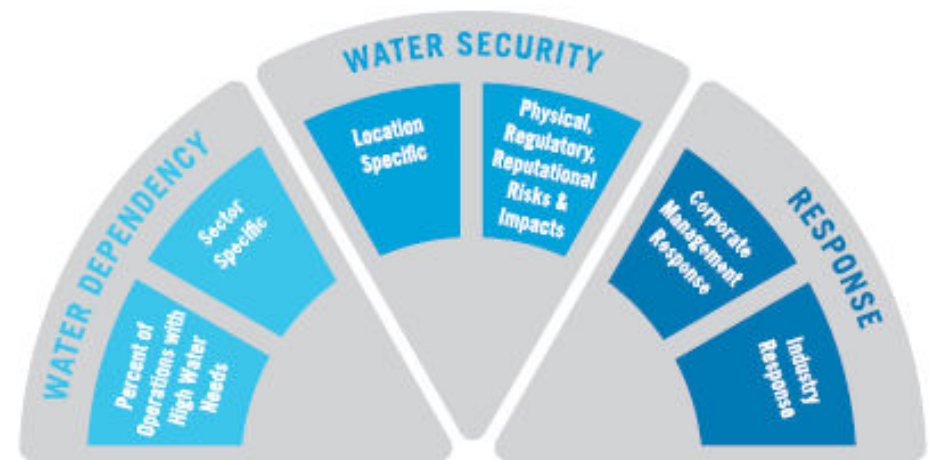 WATER DEPENDENCY
Percent of
Operations with
High Water
Needs
Sector
Specific
WATER SECURITY
Location
Specific
Physical,
Regulatory,
Reputational
Risks &
Impacts
RESPONSE
Corporate
Management
Response
Industry
Response